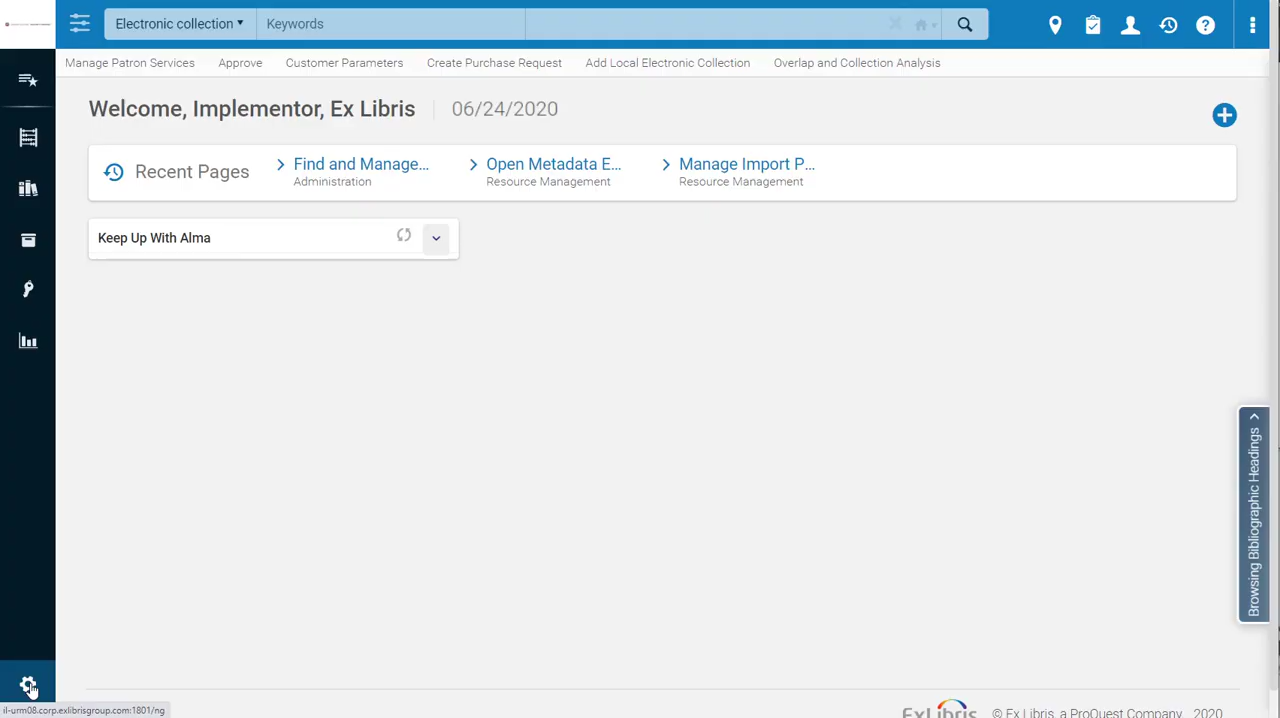 Electronic collection
Keywords
Manage Patron Services
Approve
Customer Parameters
Create Purchase Request
Add Local Electronic Collection
Overlap and Collection Analysis
Welcome, Implementor, Ex Libris
06/24/2020
Recent Pages
Find and Manage...
Administration
Open Metadata E...
Resource Management
Manage Import P...
Resource Management
Keep Up With Alma
Browsing Bibliographic Headings
il-urm08.corp.exlibrisgroup.com:1801/ng
ExLibris
© Ex Libris, a ProQuest Company, 2020